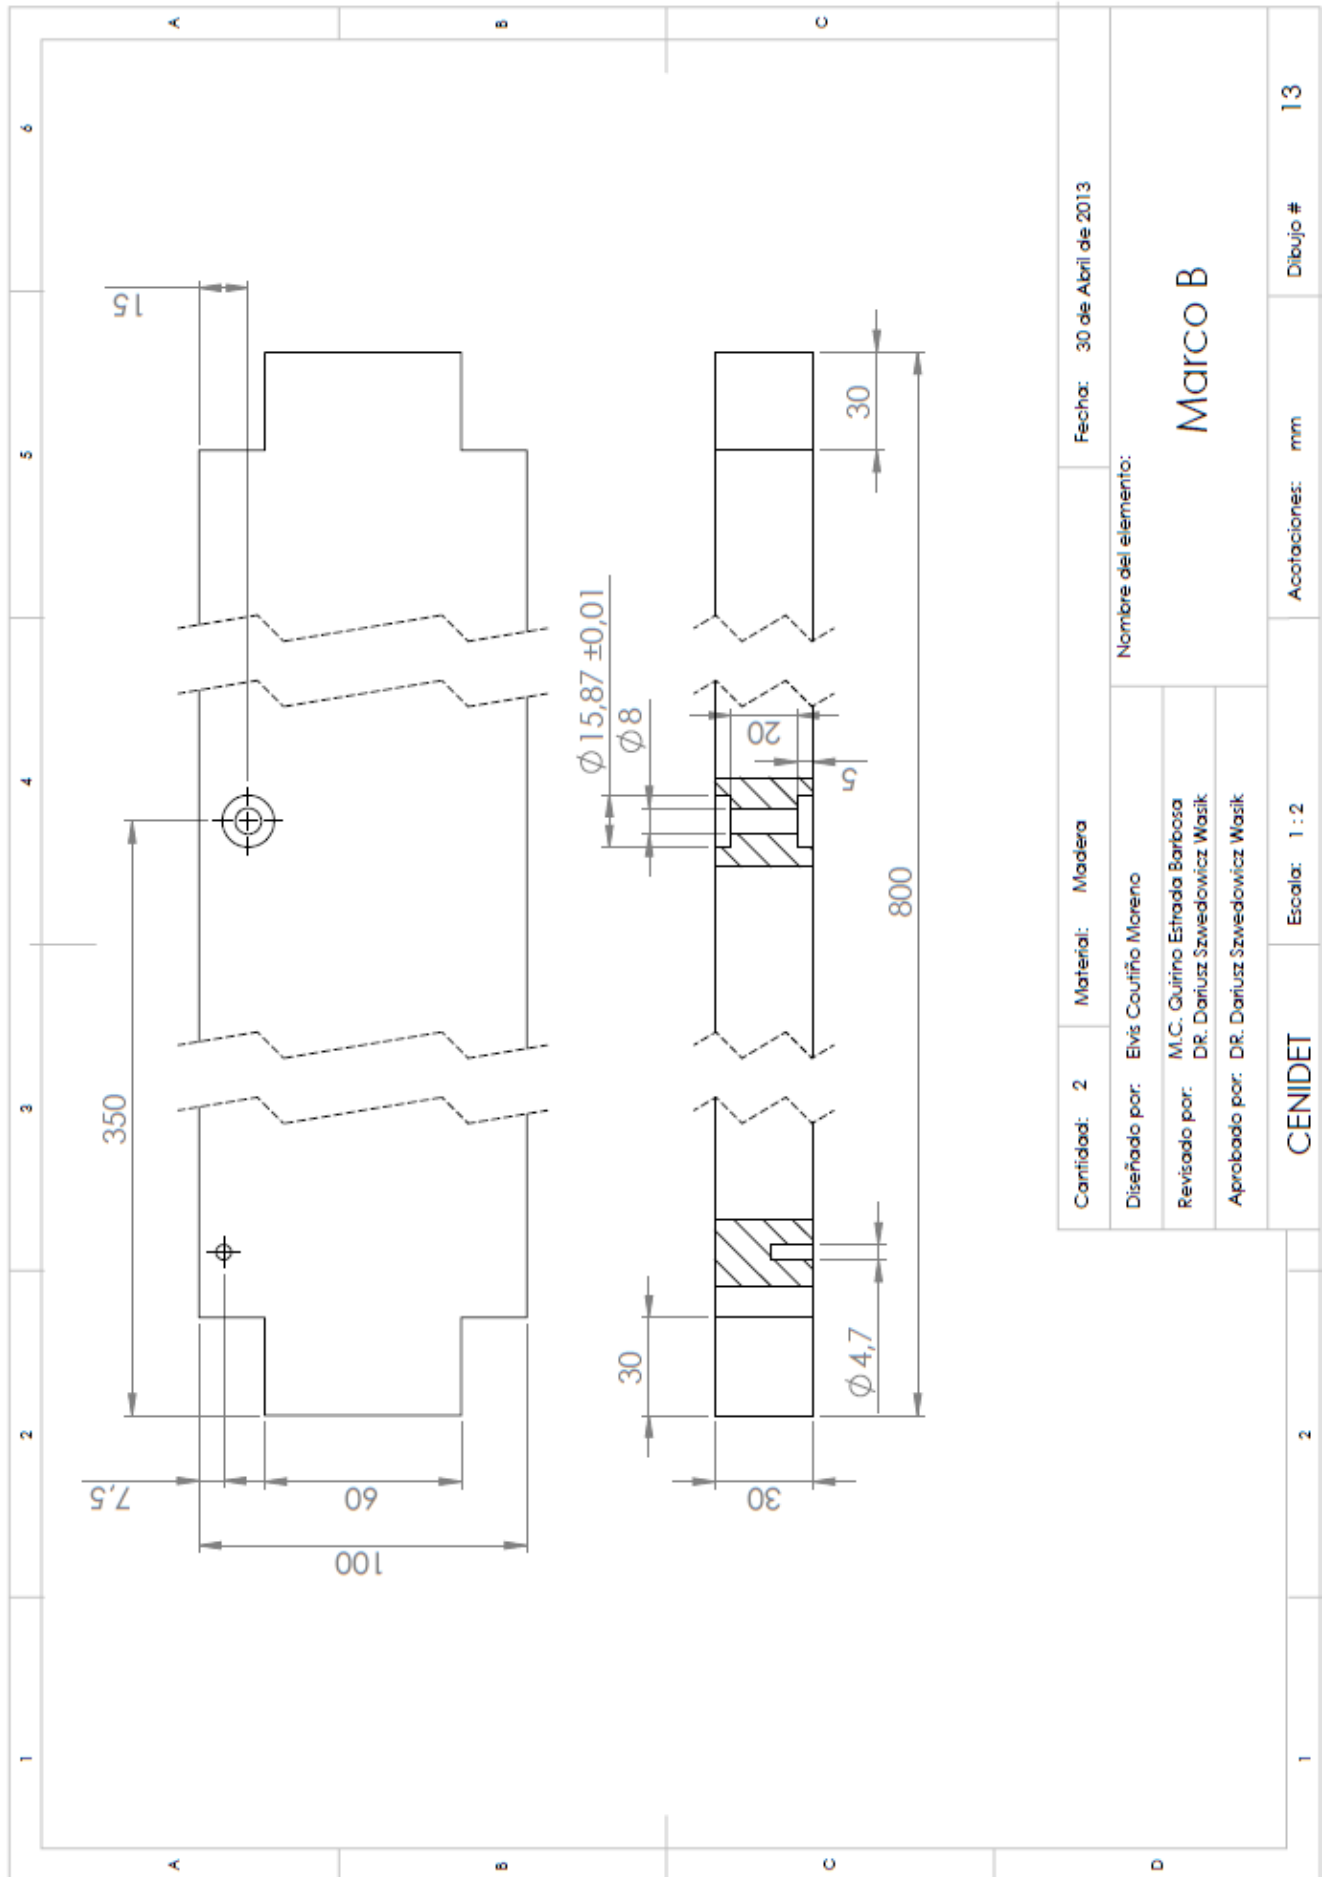 1
2
3
4
5
6
A
B
C
350
15
7,5
60
100
Ø15,87 ±0,01
Ø8
20
5
30
30
Ø4,7
30
800
Cantidad: 2
Material: Madera
Fecha: 30 de Abril de 2013
Diseñado por: Elvis Coutiño Moreno
Revisado por: M.C. Quirino Estrada Barbosa
DR. Dariusz Szwedowicz Wasik
Aprobado por: DR. Dariusz Szwedowicz Wasik
Nombre del elemento:
Marco B
CENIDET
Escala: 1 : 2
Acotaciones: mm
Dibujo # 13
A
B
C
D
1
2